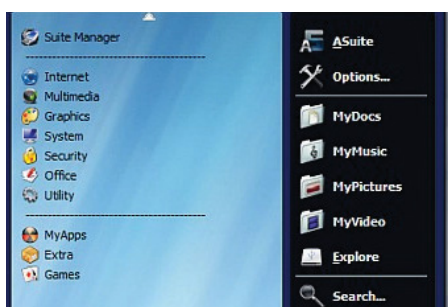 Suite Manager
Internet
Multimedia
Graphics
System
Security
Office
Utility
MyApps
Extra
Games
ASuite
Options...
MyDocs
MyMusic
MyPictures
MyVideo
Explore
Search...